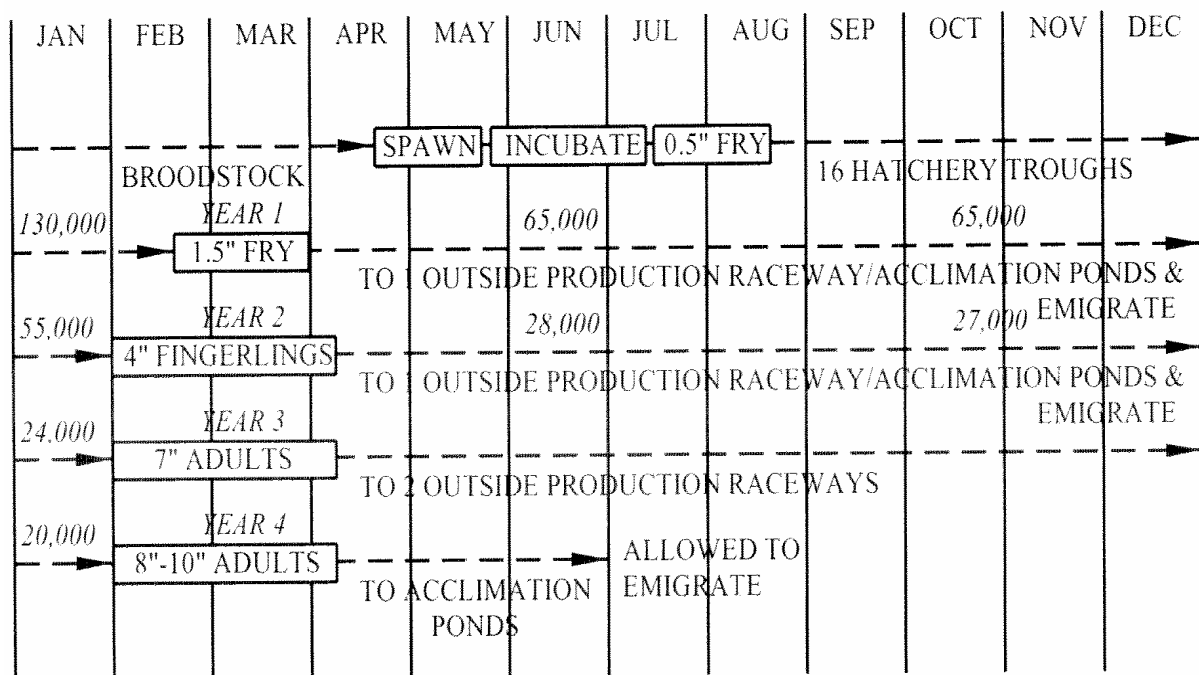 JAN FEB MAR APR MAY JUN JUL AUG SEP OCT NOV DEC
SPAWN INCUBATE 0.5" FRY
BROODSTOCK 16 HATCHERY TROUGHS
130,000 YEAR 1 65,000 65,000
1.5" FRY
TO 1 OUTSIDE PRODUCTION RACEWAY/ACCLIMATION PONDS &
EMIGRATE
55,000 YEAR 2 28,000 27,000
4" FINGERLINGS
TO 1 OUTSIDE PRODUCTION RACEWAY/ACCLIMATION PONDS &
EMIGRATE
24,000 YEAR 3
7" ADULTS
TO 2 OUTSIDE PRODUCTION RACEWAYS
20,000 YEAR 4
8"-10" ADULTS
TO ACCLIMATION
PONDS
ALLOWED TO
EMIGRATE